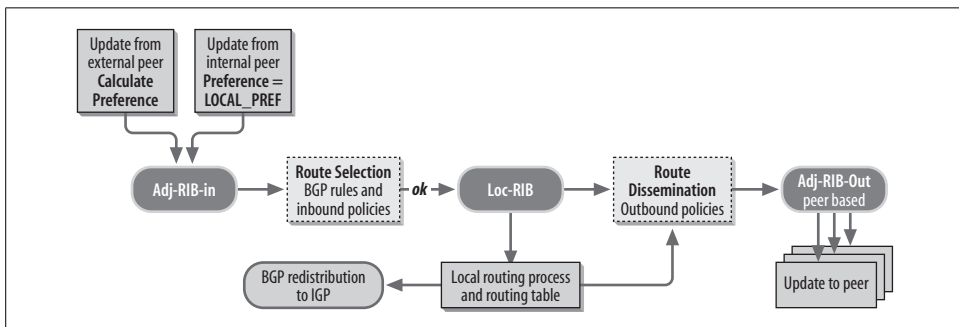 Update from
external peer
Calculate
Preference
Update from
internal peer
Preference =
LOCAL_PREF
Adj-RIB-in
Route Selection
BGP rules and
inbound policies
ok
Loc-RIB
Route
Dissemination
Outbound policies
Adj-RIB-Out
peer based
BGP redistribution
to IGP
Local routing process
and routing table
Update to peer